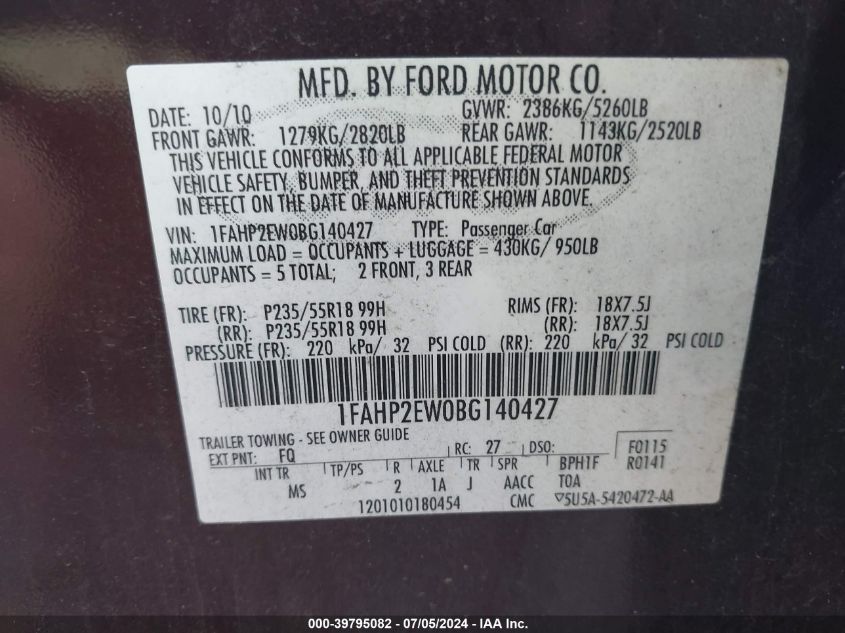 MFD. BY FORD MOTOR CO.
DATE: 10/10 GVWR: 2386KG/5260LB
FRONT GAWR: 1279KG/2820LB REAR GAWR: 1143KG/2520LB
THIS VEHICLE CONFORMS TO ALL APPLICABLE FEDERAL MOTOR
VEHICLE SAFETY, BUMPER, AND THEFT PREVENTION STANDARDS
IN EFFECT ON THE DATE OF MANUFACTURE SHOWN ABOVE.
VIN: 1FAHP2EW0BG140427 TYPE: Passenger Car
MAXIMUM LOAD = OCCUPANTS + LUGGAGE = 430KG/ 950LB
OCCUPANTS = 5 TOTAL; 2 FRONT, 3 REAR
TIRE (FR): P235/55R18 99H RIMS (FR): 18X7.5J
(RR): P235/55R18 99H (RR): 18X7.5J
PRESSURE (FR): 220 kPa/ 32 PSI COLD (RR): 220 kPa/ 32 PSI COLD
1FAHP2EW0BG140427
TRAILER TOWING - SEE OWNER GUIDE
EXT PNT: FQ RC: 27 DSO: F0115
INT TR TP/PS R AXLE TR SPR BPH1F R0141
MS 2 1A J AACC TOA
1201010180454 CMC ▽5U5A-5420472-AA
000-39795082 - 07/05/2024 - IAA Inc.